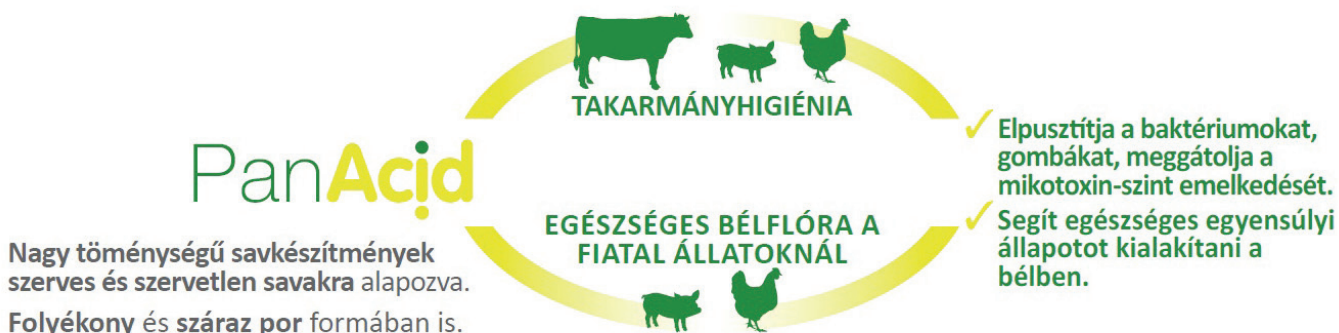 TAKARMÁNYHIGIÉNIA
PanAcid
Nagy töménységű savkészítmények
szerves és szervetlen savakra alapozva.
Folyékony és száraz por formában is.
EGÉSZSÉGES BÉLFLÓRA A
FIATAL ÁLLATOKNÁL
✓ Elpusztítja a baktériumokat,
gombákat, meggátolja a
mikotoxin-szint emelkedését.
✓ Segít egészséges egyensúlyi
állapotot kialakítani a
bélben.